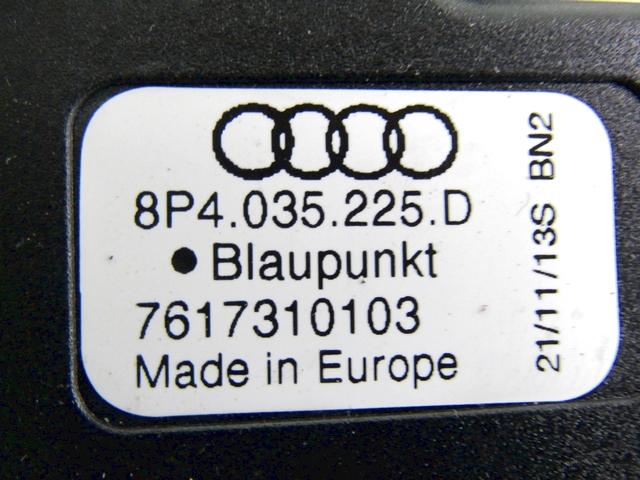 8P4.035.225.D
Blaupunkt
7617310103
Made in Europe
21/11/13S BN2